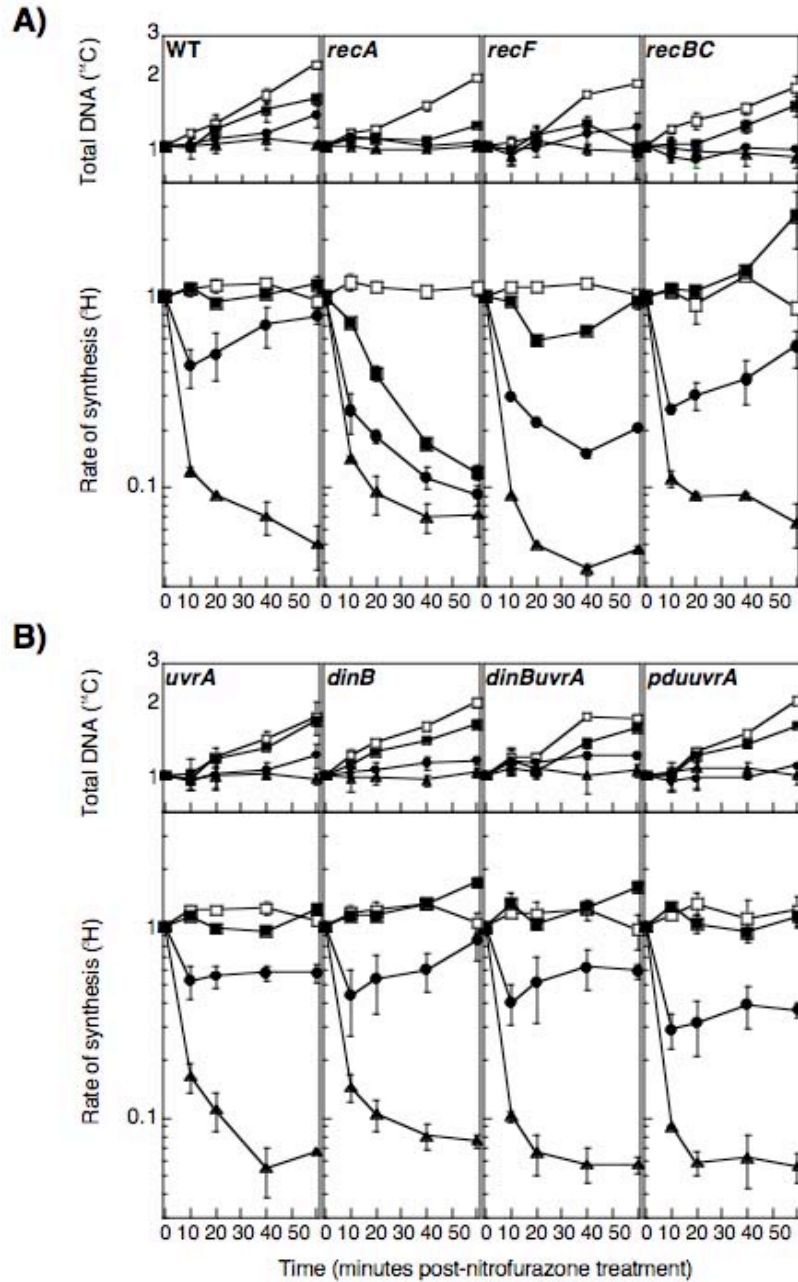 A)
3
2
1
Total DNA (¹⁴C)
WT recA recF recBC
1
0.1
Rate of synthesis (³H)
0 10 20 30 40 50 0 10 20 30 40 50 0 10 20 30 40 50 0 10 20 30 40 50 60
B)
3
2
1
Total DNA (¹⁴C)
uvrA dinB dinBuvrA pduuvrA
1
0.1
Rate of synthesis (³H)
0 10 20 30 40 50 0 10 20 30 40 50 0 10 20 30 40 50 0 10 20 30 40 50 60
Time (minutes post-nitrofurazone treatment)